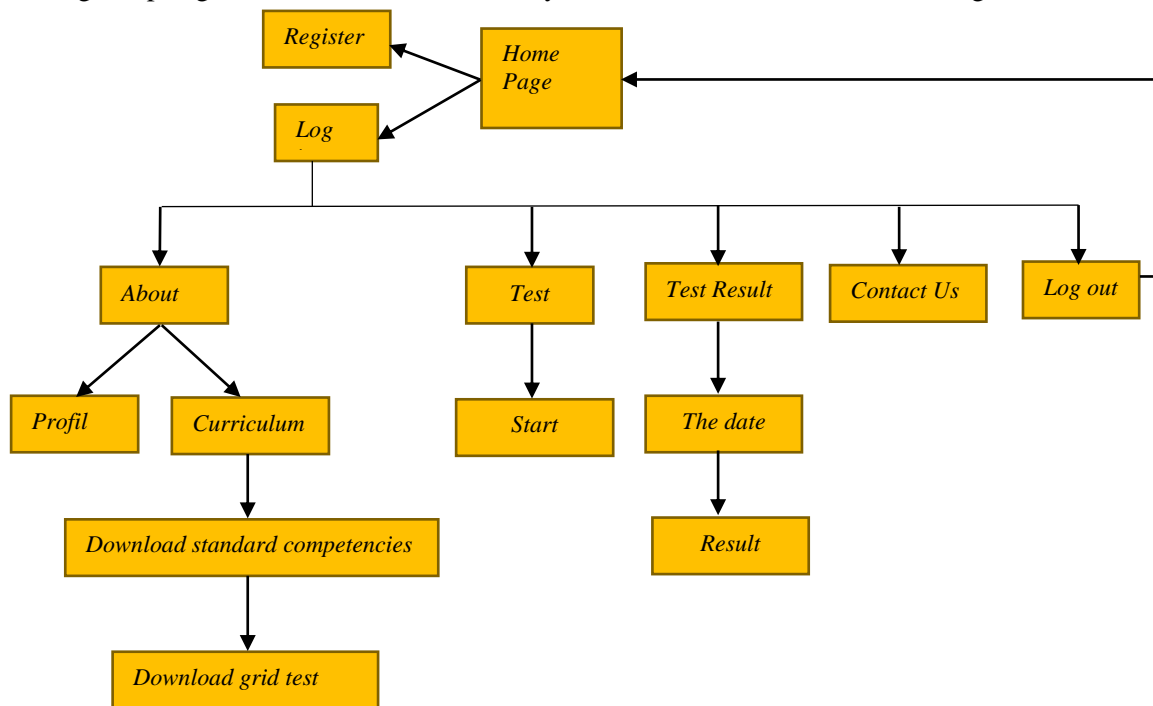 Register
Home
Page
Log
About
Test
Test Result
Contact Us
Log out
Profil
Curriculum
Start
The date
Download standard competencies
Result
Download grid test